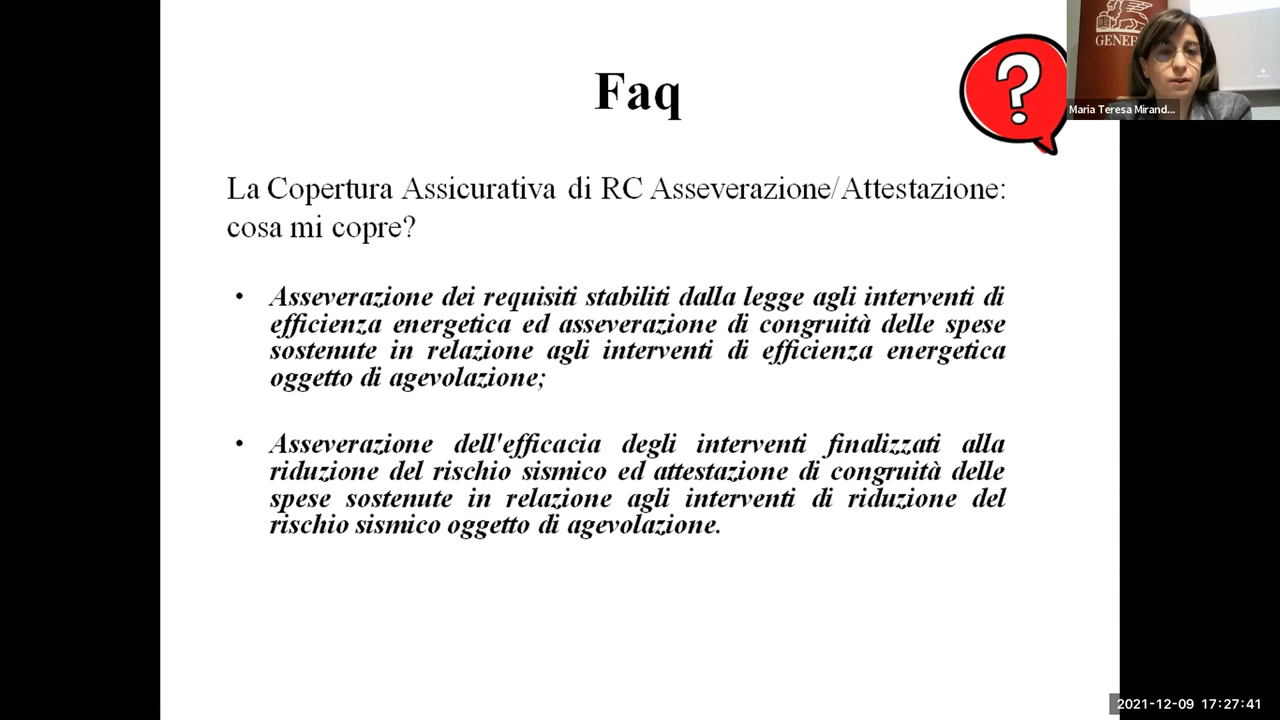 Faq
?
GENER
Maria Teresa Mirand...
La Copertura Assicurativa di RC Asseverazione/Attestazione:
cosa mi copre?
• Asseverazione dei requisiti stabiliti dalla legge agli interventi di
efficienza energetica ed asseverazione di congruità delle spese
sostenute in relazione agli interventi di efficienza energetica
oggetto di agevolazione;
• Asseverazione dell'efficacia degli interventi finalizzati alla
riduzione del rischio sismico ed attestazione di congruità delle
spese sostenute in relazione agli interventi di riduzione del
rischio sismico oggetto di agevolazione.
2021-12-09 17:27:41